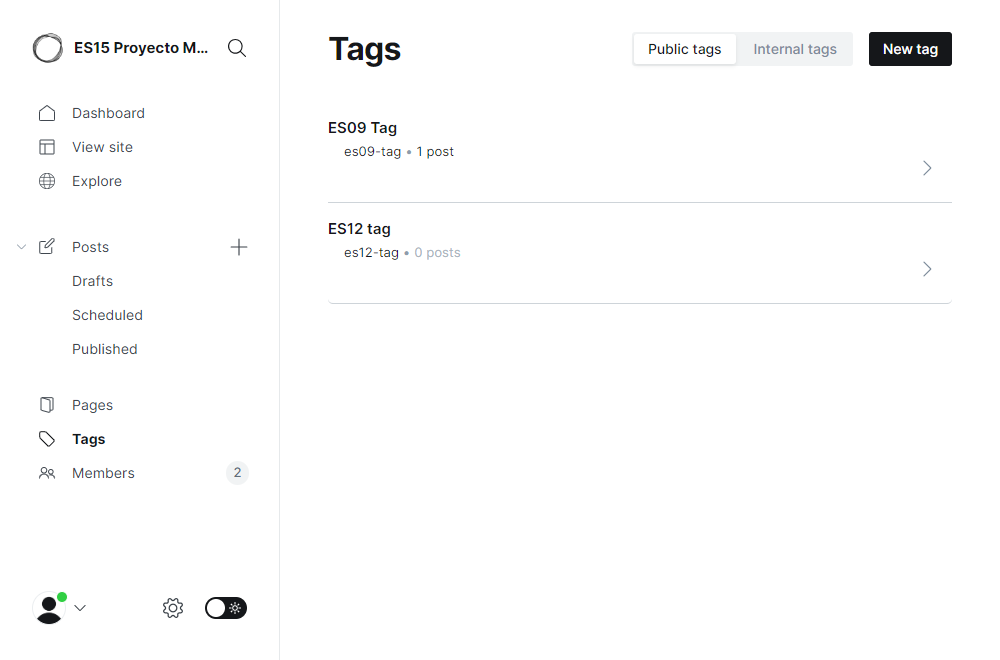 ES15 Proyecto M...
Dashboard
View site
Explore
Posts
Drafts
Scheduled
Published
Pages
Tags
Members 2
Tags
Public tags Internal tags New tag
ES09 Tag
es09-tag • 1 post
ES12 tag
es12-tag • 0 posts